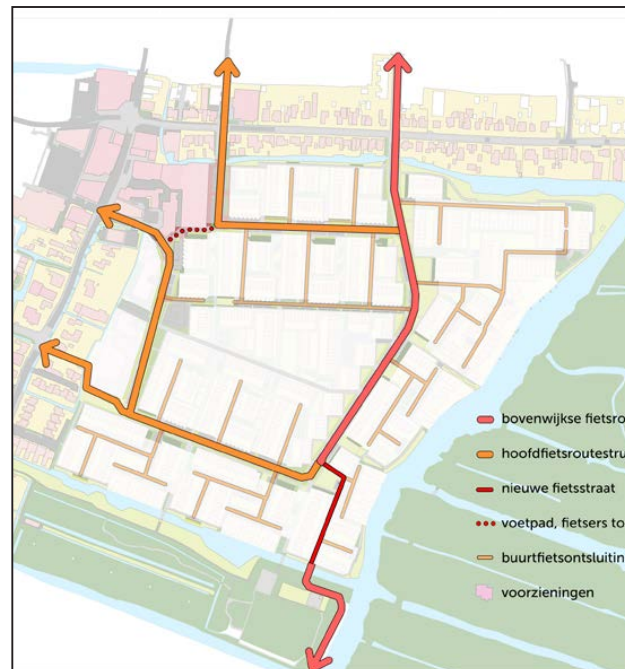 bovenwijkse fietsro
hoofdfietsroutestru
nieuwe fietsstraat
voetpad, fietsers to
buurtfietsontsluitin
voorzieningen